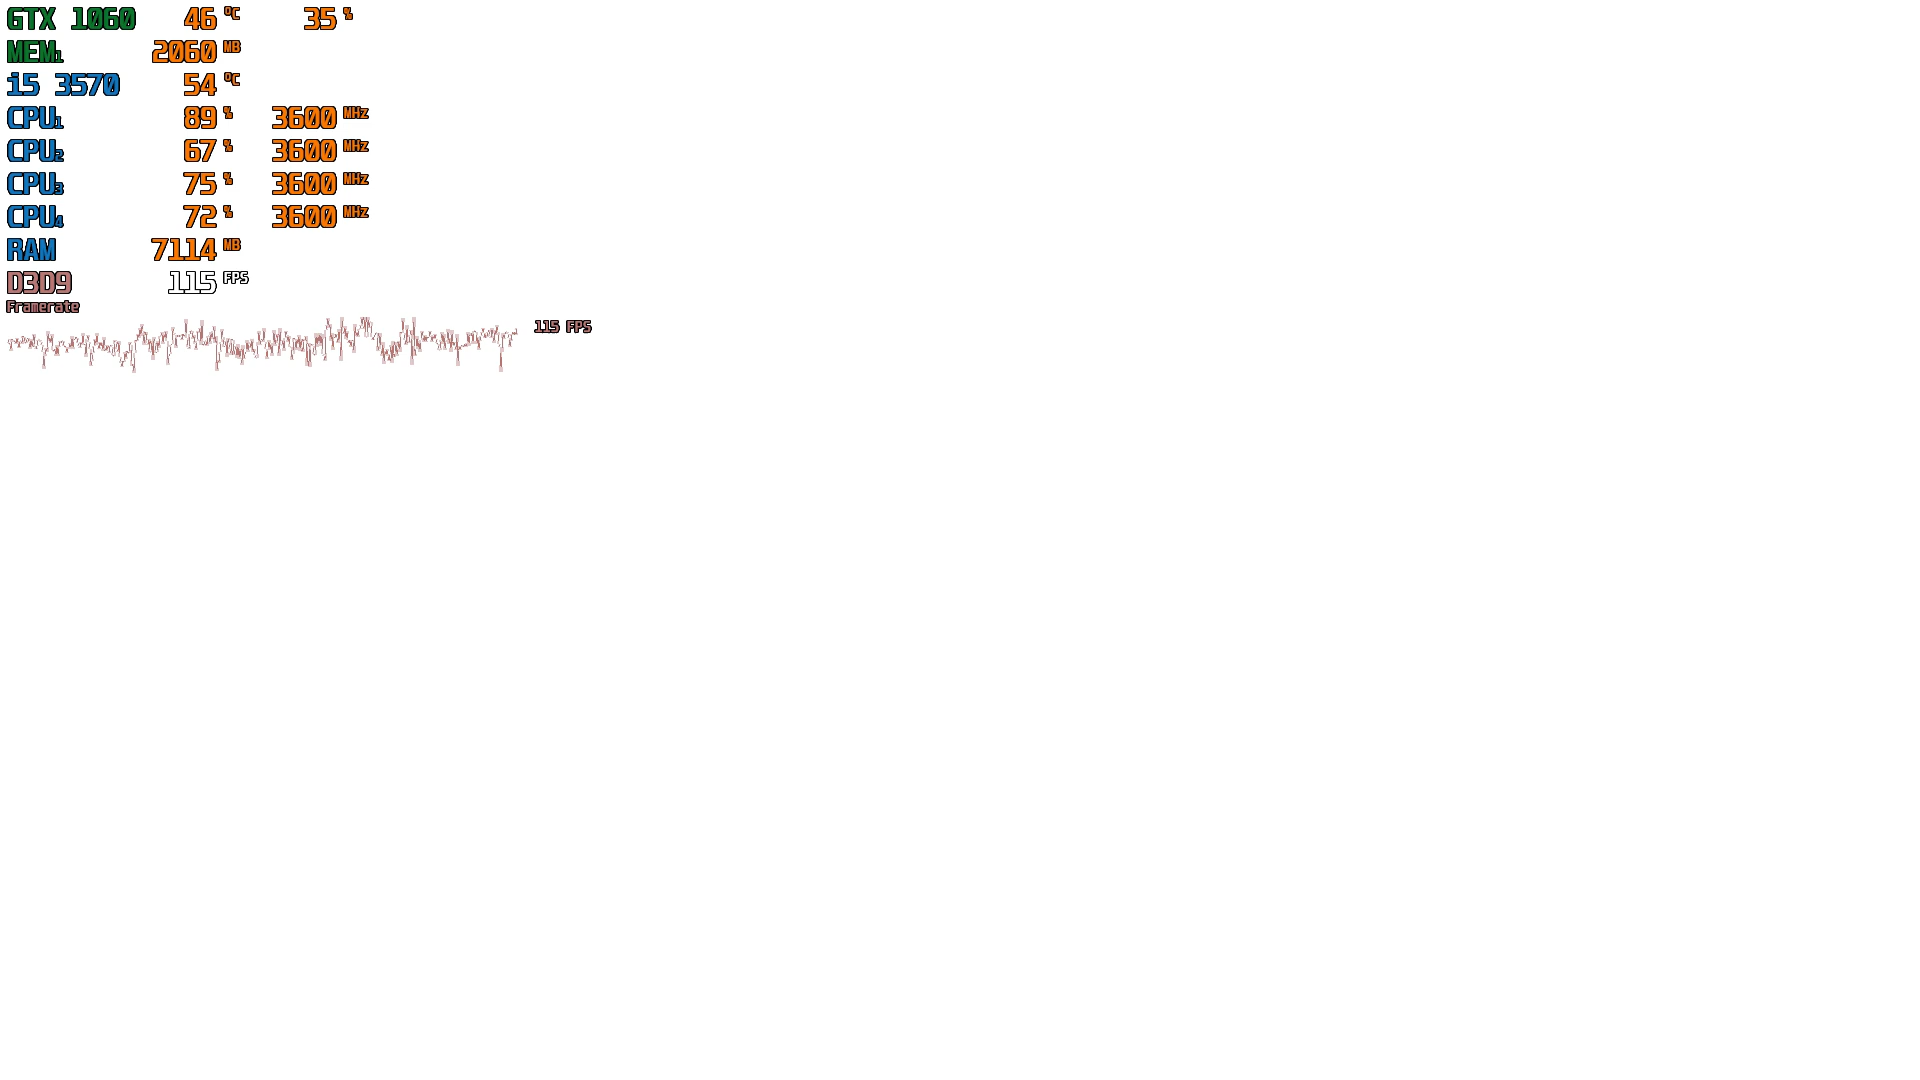 GTX 1060 46 °C 35 %
MEM1 2060 MB
i5 3570 54 °C
CPU1 89 % 3600 MHz
CPU2 67 % 3600 MHz
CPU3 75 % 3600 MHz
CPU4 72 % 3600 MHz
RAM 7114 MB
D3D9 115 FPS
Framerate
115 FPS